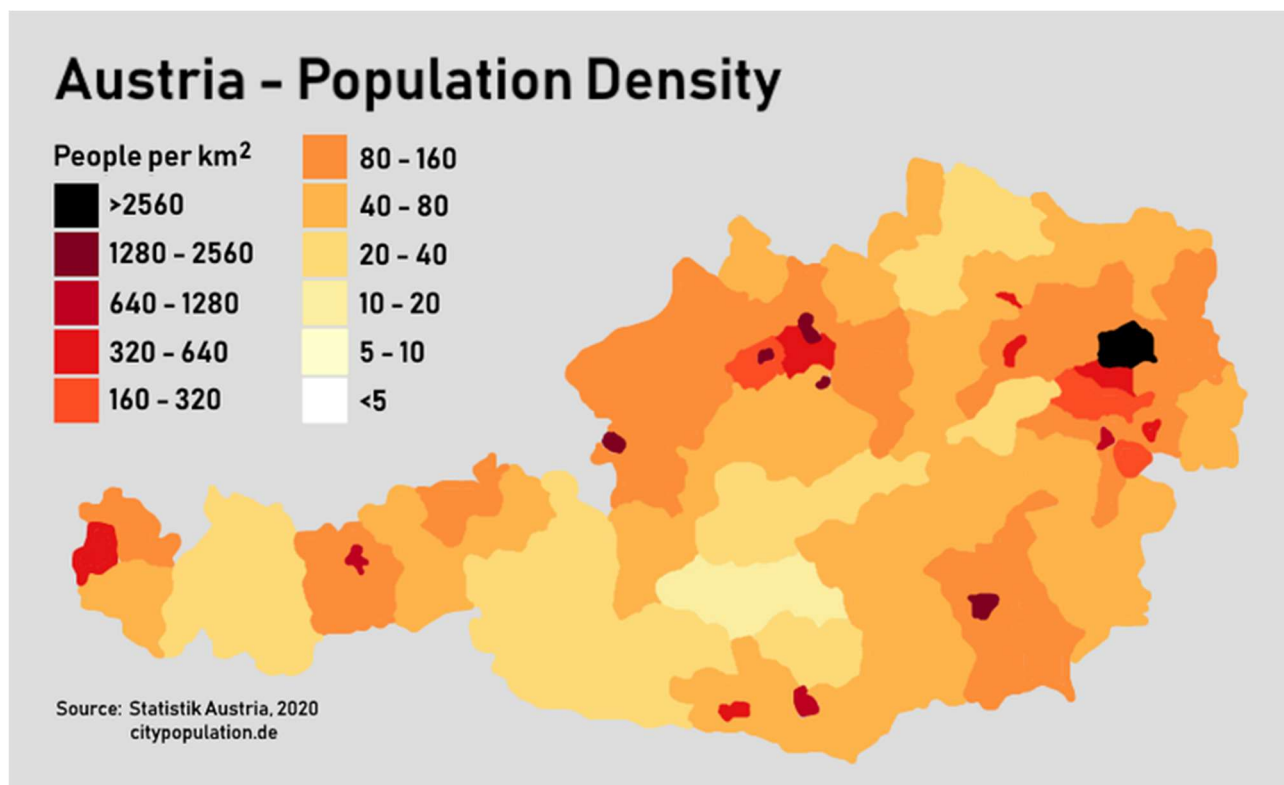 Austria - Population Density
People per km²
>2560
1280 - 2560
640 - 1280
320 - 640
160 - 320
80 - 160
40 - 80
20 - 40
10 - 20
5 - 10
<5
Source: Statistik Austria, 2020
citypopulation.de